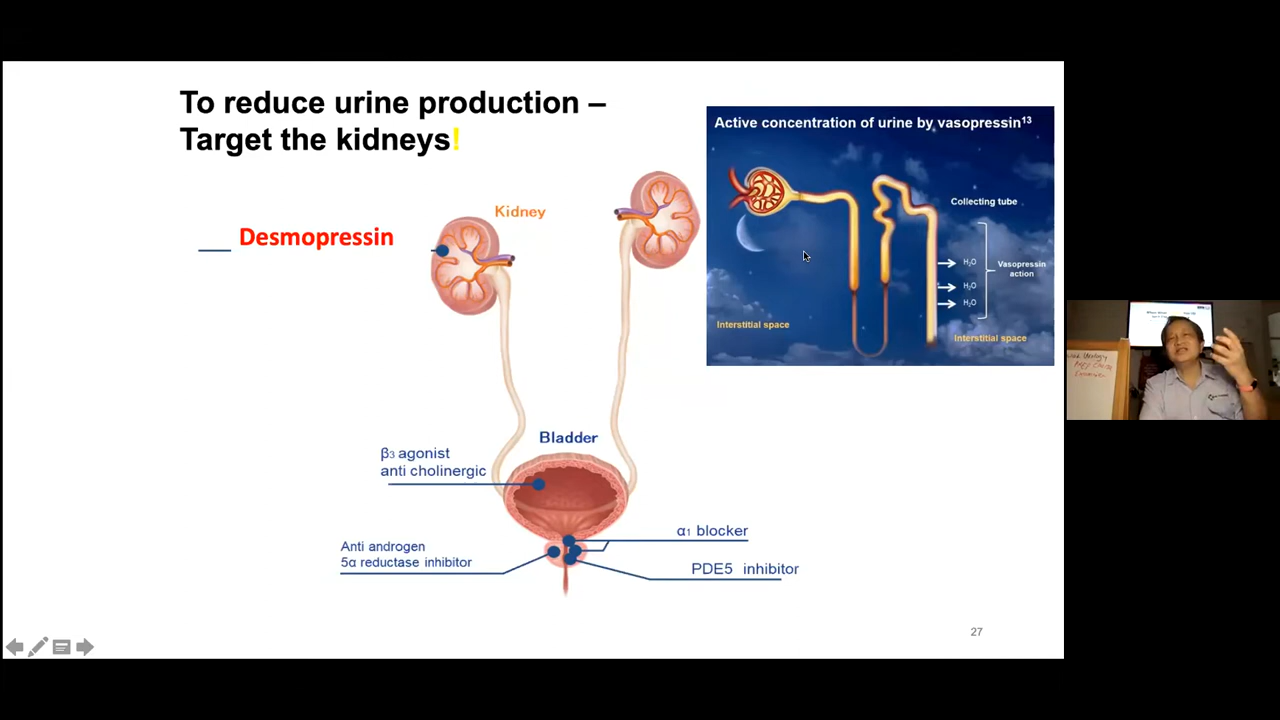 To reduce urine production –
Target the kidneys!
Active concentration of urine by vasopressin¹³
Kidney
Desmopressin
Collecting tube
H₂O
Vasopressin
action
H₂O
H₂O
Interstitial space
Interstitial space
Bladder
β₃ agonist
anti cholinergic
α₁ blocker
Anti androgen
5α reductase inhibitor
PDE5 inhibitor
27